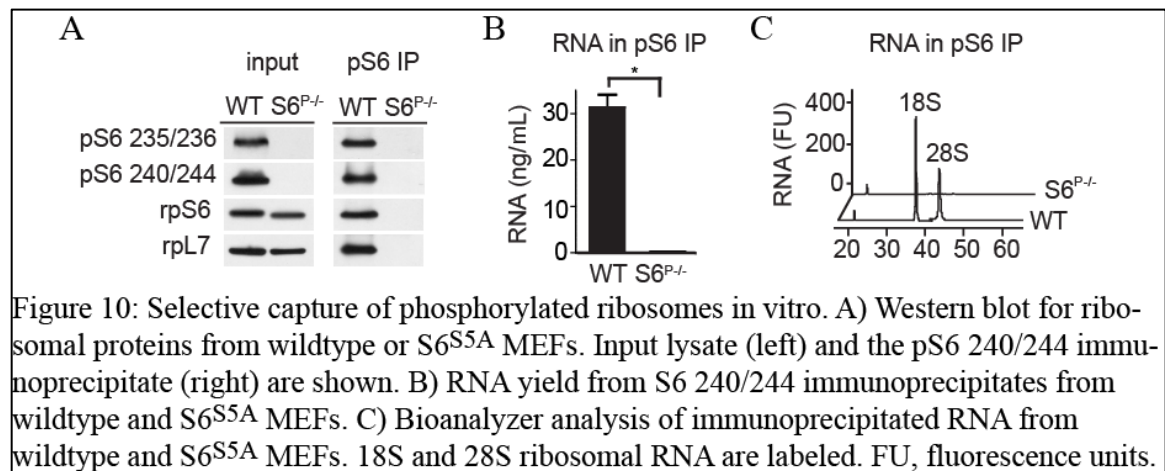 A
input
pS6 IP
WT S6P-/-
WT S6P-/-
pS6 235/236
pS6 240/244
rpS6
rpL7
B
RNA in pS6 IP
*
RNA (ng/mL)
30
20
10
0
WT S6P-/-
C
RNA in pS6 IP
RNA (FU)
400
200
0
18S
28S
S6P-/-
WT
20 30 40 50 60
Figure 10: Selective capture of phosphorylated ribosomes in vitro. A) Western blot for ribo-
somal proteins from wildtype or S6S5A MEFs. Input lysate (left) and the pS6 240/244 immu-
noprecipitate (right) are shown. B) RNA yield from S6 240/244 immunoprecipitates from
wildtype and S6S5A MEFs. C) Bioanalyzer analysis of immunoprecipitated RNA from
wildtype and S6S5A MEFs. 18S and 28S ribosomal RNA are labeled. FU, fluorescence units.